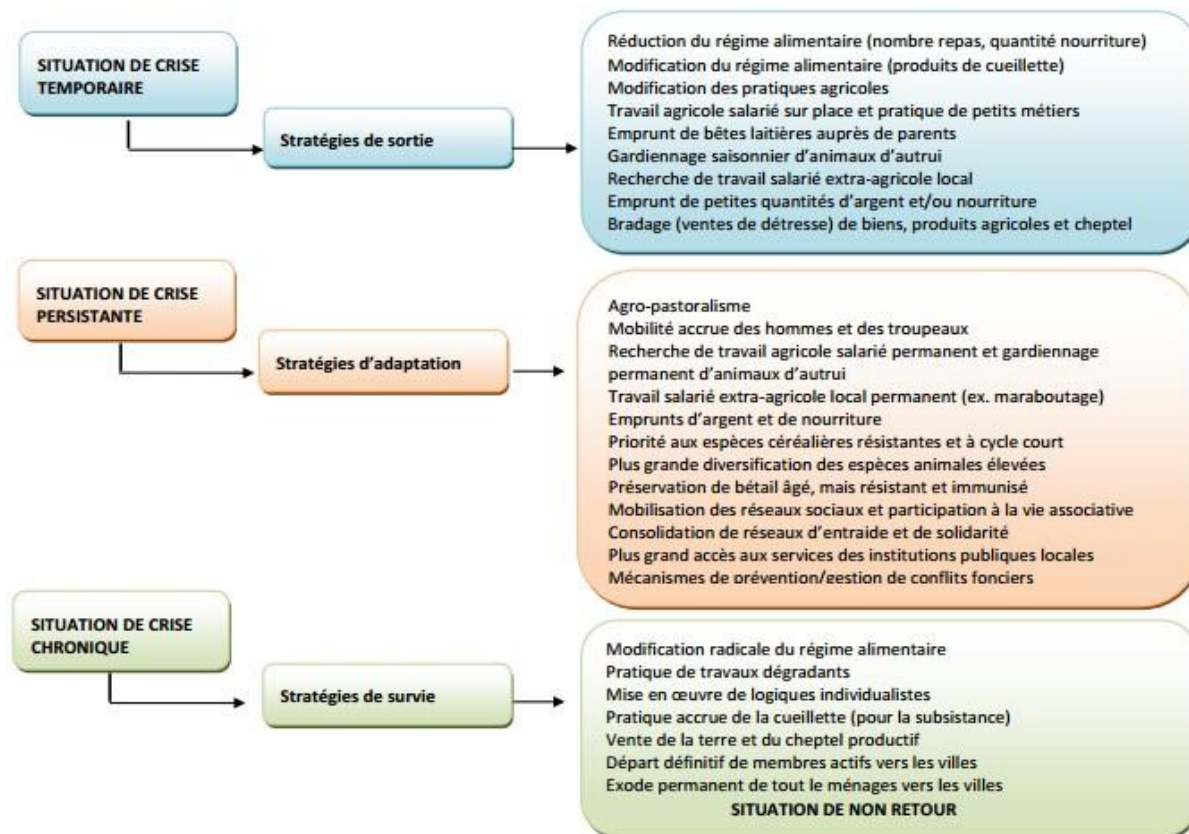 SITUATION DE CRISE
TEMPORAIRE
Stratégies de sortie
Réduction du régime alimentaire (nombre repas, quantité nourriture)
Modification du régime alimentaire (produits de cueillette)
Modification des pratiques agricoles
Travail agricole salarié sur place et pratique de petits métiers
Emprunt de bêtes laitières auprès de parents
Gardiennage saisonnier d'animaux d'autrui
Recherche de travail salarié extra-agricole local
Emprunt de petites quantités d'argent et/ou nourriture
Bradage (ventes de détresse) de biens, produits agricoles et cheptel
SITUATION DE CRISE
PERSISTANTE
Stratégies d'adaptation
Agro-pastoralisme
Mobilité accrue des hommes et des troupeaux
Recherche de travail agricole salarié permanent et gardiennage
permanent d'animaux d'autrui
Travail salarié extra-agricole local permanent (ex. maraboutage)
Emprunts d'argent et de nourriture
Priorité aux espèces céréalières résistantes et à cycle court
Plus grande diversification des espèces animales élevées
Préservation de bétail âgé, mais résistant et immunisé
Mobilisation des réseaux sociaux et participation à la vie associative
Consolidation de réseaux d'entraide et de solidarité
Plus grand accès aux services des institutions publiques locales
Mécanismes de prévention/gestion de conflits fonciers
SITUATION DE CRISE
CHRONIQUE
Stratégies de survie
Modification radicale du régime alimentaire
Pratique de travaux dégradants
Mise en œuvre de logiques individualistes
Pratique accrue de la cueillette (pour la subsistance)
Vente de la terre et du cheptel productif
Départ définitif de membres actifs vers les villes
Exode permanent de tout le ménages vers les villes
SITUATION DE NON RETOUR